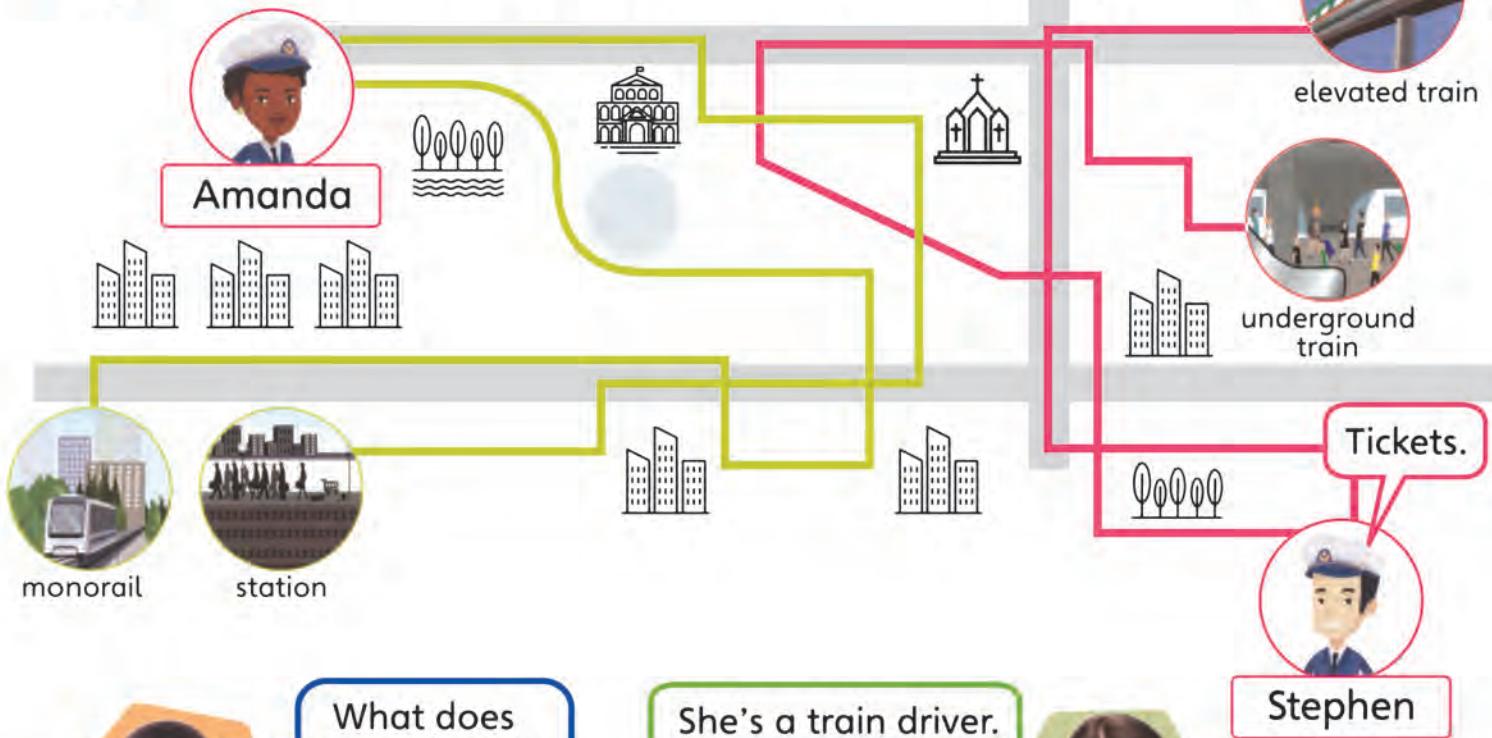 elevated train
Amanda
underground
train
Tickets.
monorail
station
Stephen
What does
She's a train driver.